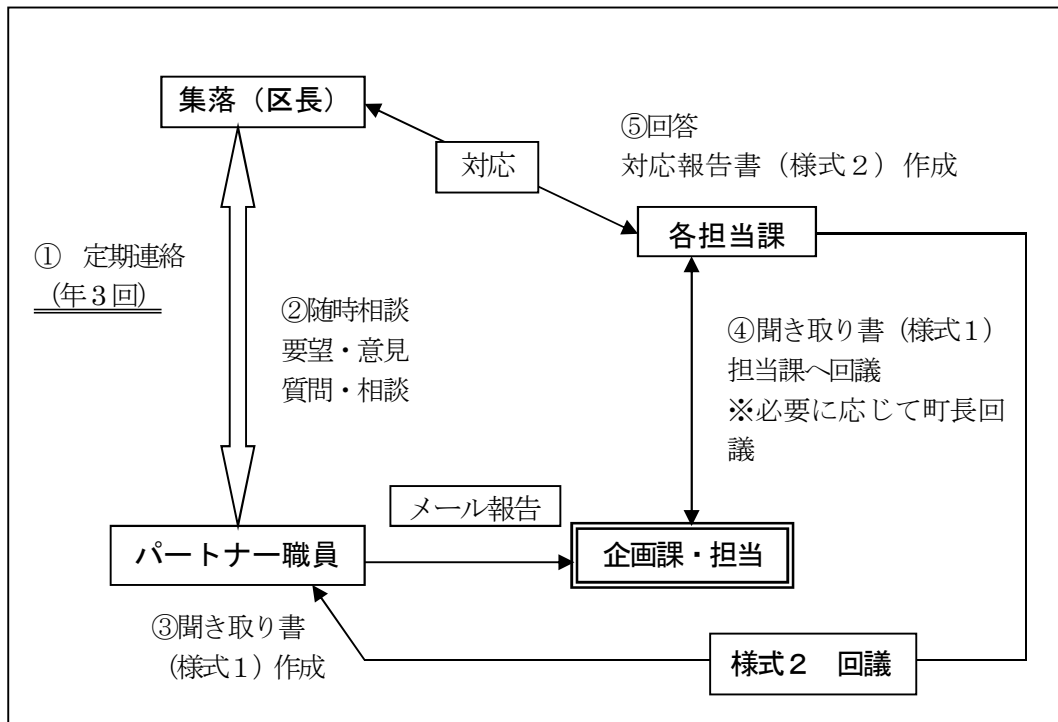 集落(区長)
⑤回答
対応報告書(様式2)作成
対応
各担当課
① 定期連絡
(年3回)
②随時相談
要望・意見
質問・相談
④聞き取り書(様式1)
担当課へ回議
※必要に応じて町長回
議
メール報告
パートナー職員
企画課・担当
③聞き取り書
(様式1)作成
様式2 回議